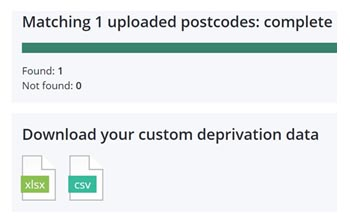 Matching 1 uploaded postcodes: complete
Found: 1
Not found: 0
Download your custom deprivation data
xlsx csv